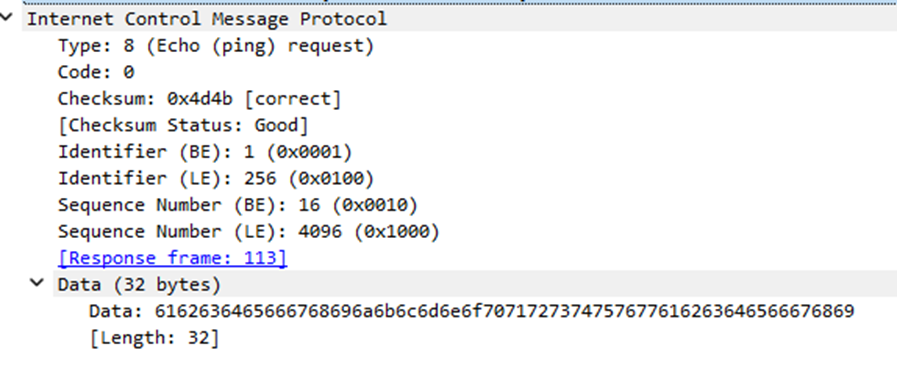 Internet Control Message Protocol
Type: 8 (Echo (ping) request)
Code: 0
Checksum: 0x4d4b [correct]
[Checksum Status: Good]
Identifier (BE): 1 (0x0001)
Identifier (LE): 256 (0x0100)
Sequence Number (BE): 16 (0x0010)
Sequence Number (LE): 4096 (0x1000)
[Response frame: 113]
Data (32 bytes)
Data: 6162636465666768696a6b6c6d6e6f7071727374757677616263646566676869
[Length: 32]